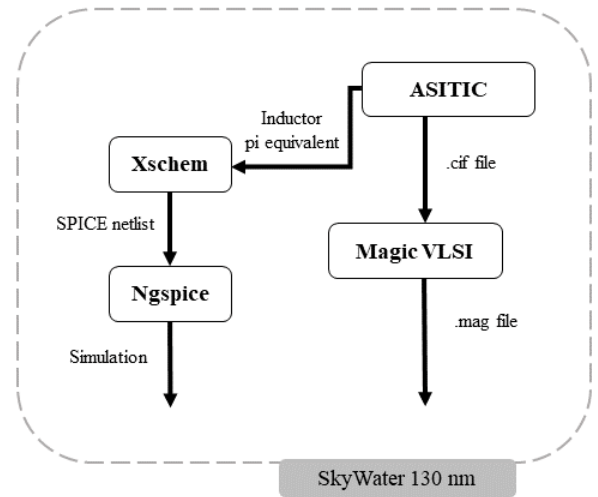 ASITIC
Inductor
pi equivalent
Xschem
.cif file
SPICE netlist
Magic VLSI
Ngspice
.mag file
Simulation
SkyWater 130 nm